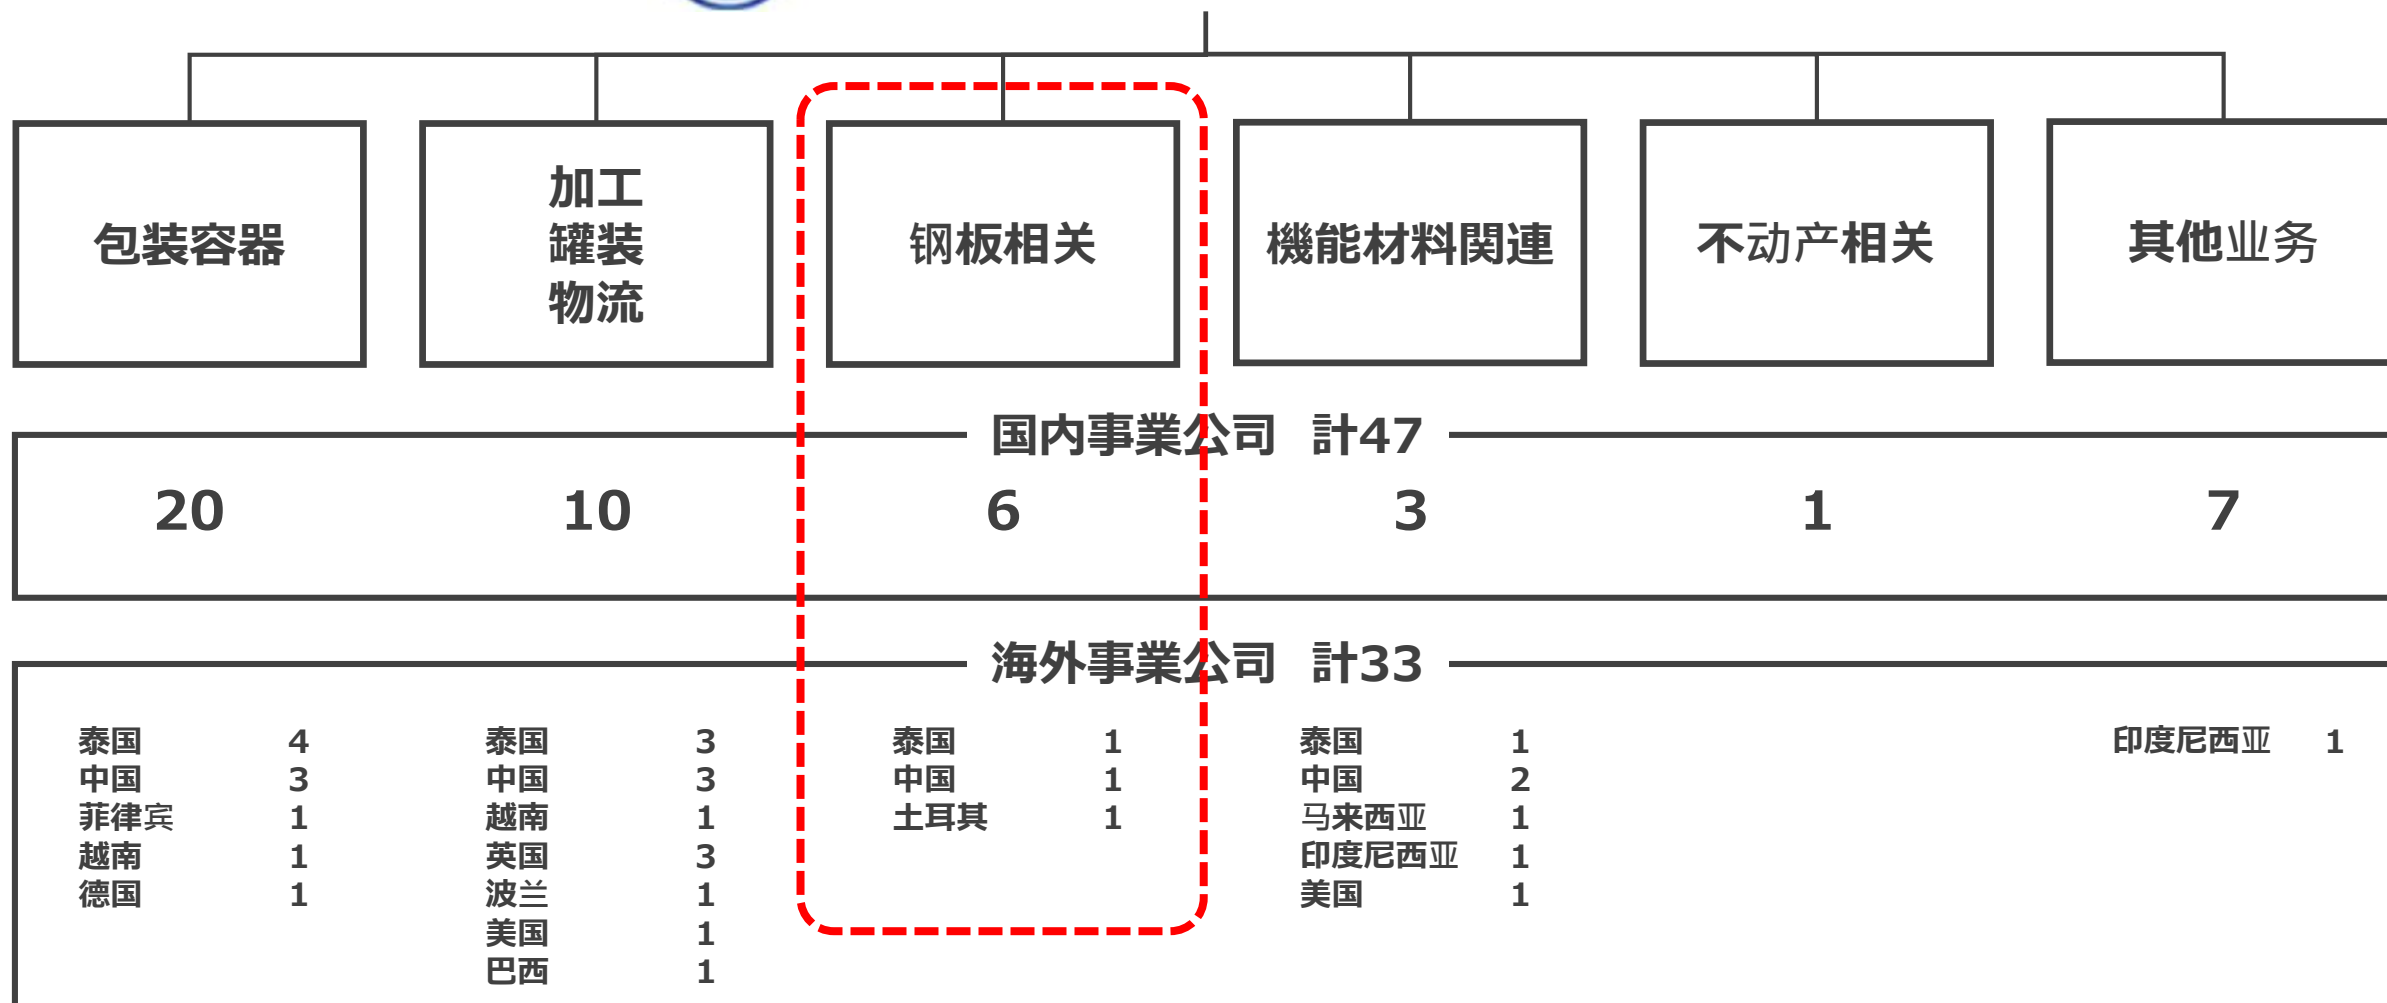 包装容器
加工
罐装
物流
钢板相关
機能材料関連
不动产相关
其他业务
国内事業公司 計47
20 10 6 3 1 7
海外事業公司 計33
泰国 4
中国 3
菲律宾 1
越南 1
德国 1
泰国 3
中国 3
越南 1
英国 3
波兰 1
美国 1
巴西 1
泰国 1
中国 1
土耳其 1
泰国 1
中国 2
马来西亚 1
印度尼西亚 1
美国 1
印度尼西亚 1